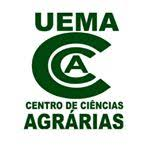 UEMA
CCA
CENTRO DE CIÊNCIAS
AGRÁRIAS